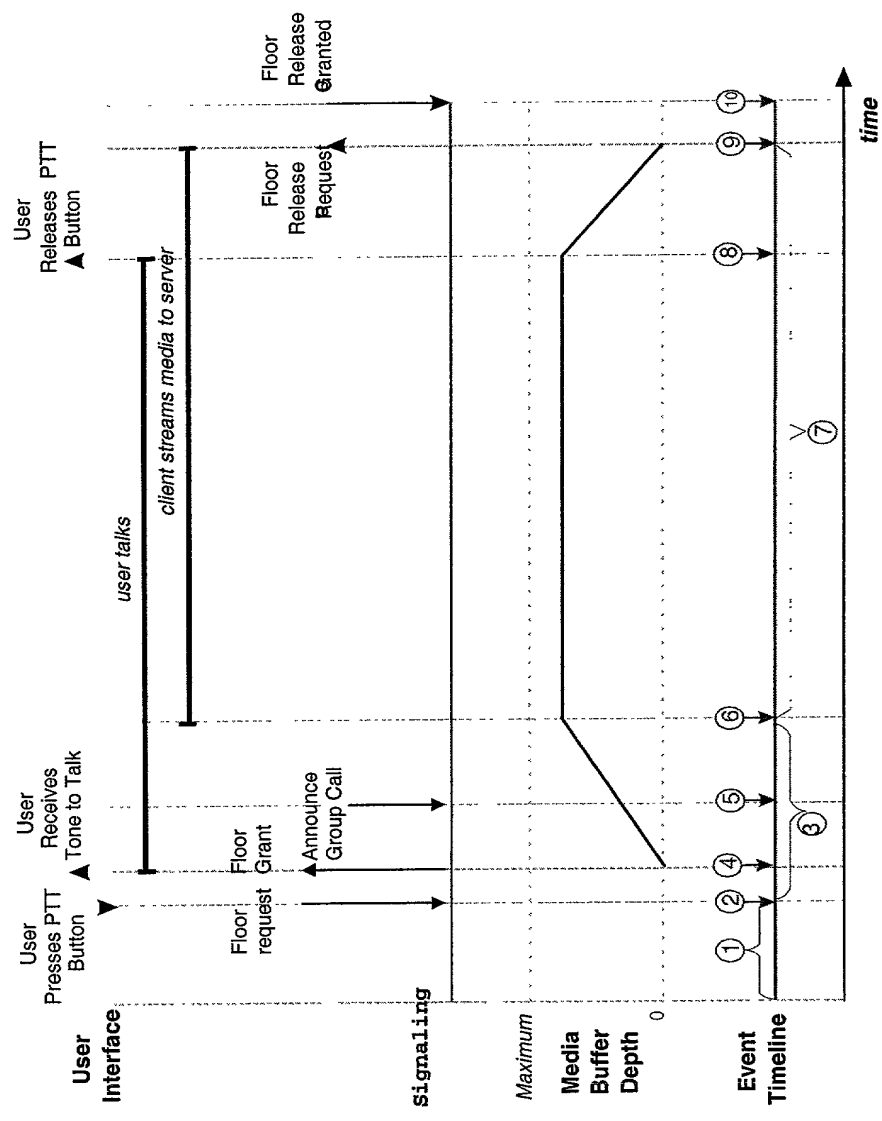 User
Presses PTT
Button
User
Receives
Tone to Talk
User
Releases PTT
Button
User
Interface
user talks
client streams media to server
Floor
request
Floor
Grant
Announce
Group Call
Floor
Release
Request
Floor
Release
Granted
Signaling
Maximum
Media
Buffer
Depth
0
Event
Timeline
1
2
4
5
6
8
9
10
3
7
time